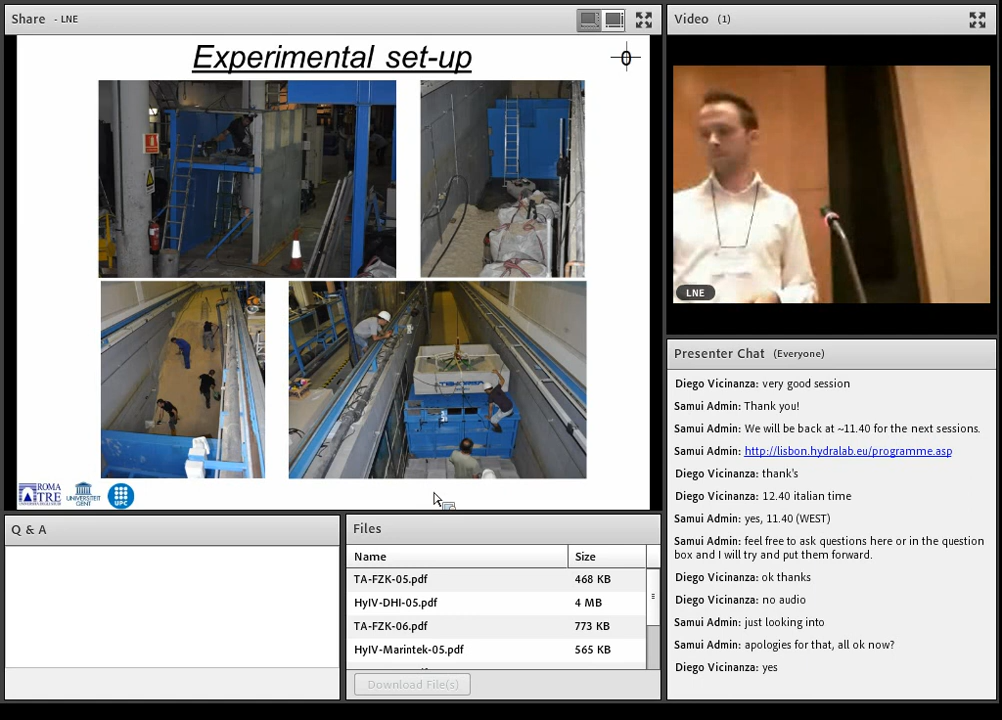 Share - LNE
Experimental set-up
0
ROMA
TRE
UNIVERSITEIT
GENT
UPC
Video (1)
LNE
Presenter Chat (Everyone)
Diego Vicinanza: very good session
Samui Admin: Thank you!
Samui Admin: We will be back at ~11.40 for the next sessions.
Samui Admin: http://lisbon.hydralab.eu/programme.asp
Diego Vicinanza: thank's
Diego Vicinanza: 12.40 italian time
Samui Admin: yes, 11.40 (WEST)
Samui Admin: feel free to ask questions here or in the question
box and I will try and put them forward.
Diego Vicinanza: ok thanks
Diego Vicinanza: no audio
Samui Admin: just looking into
Samui Admin: apologies for that, all ok now?
Diego Vicinanza: yes
Q & A
Files
Name Size
TA-FZK-05.pdf 468 KB
HyIV-DHI-05.pdf 4 MB
TA-FZK-06.pdf 773 KB
HyIV-Marintek-05.pdf 565 KB
Download File(s)